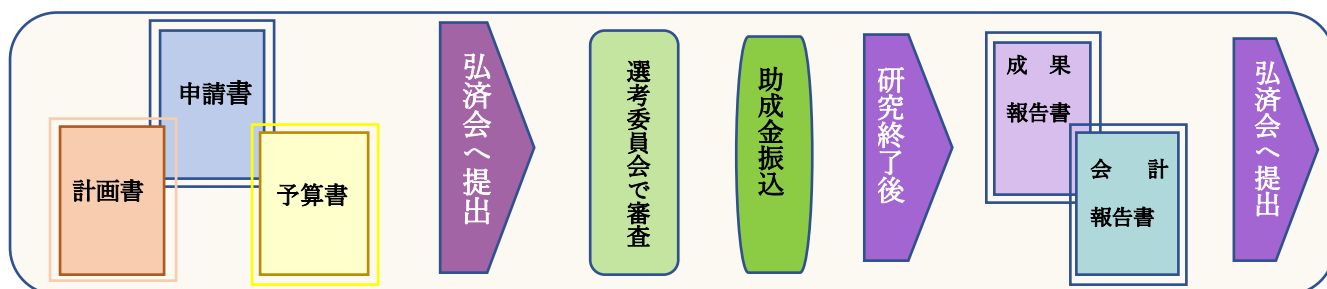 申請書
計画書
予算書
弘済会へ提出
選考委員会で審査
助成金振込
研究終了後
成　果
報告書
会　計
報告書
弘済会へ提出